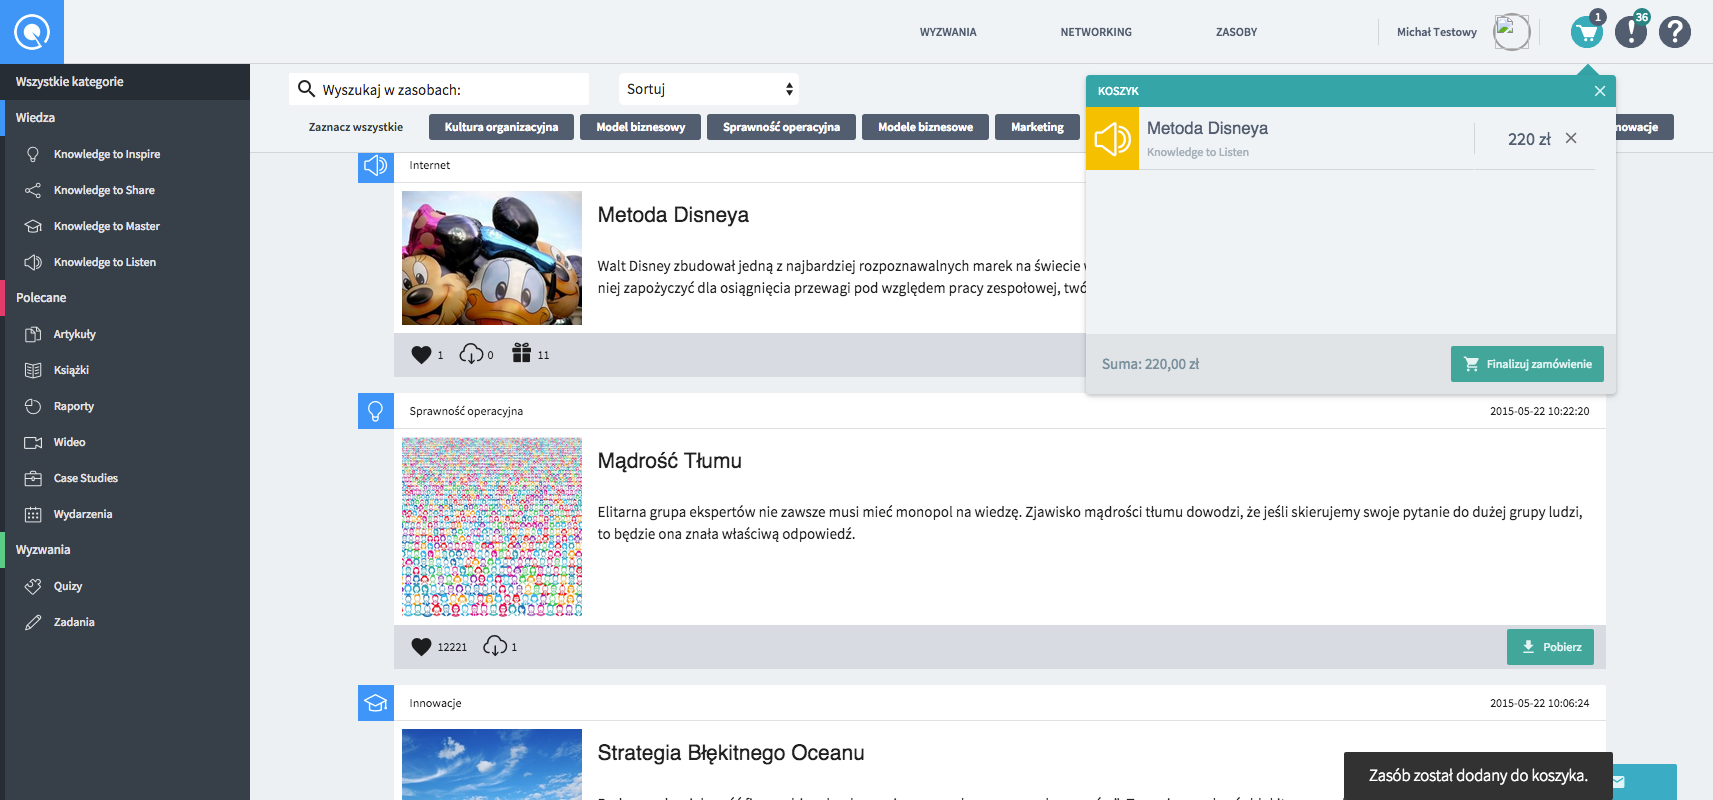 WYZWANIA
NETWORKING
ZASOBY
Michał Testowy
1
36
Wszystkie kategorie
Wiedza
Knowledge to Inspire
Knowledge to Share
Knowledge to Master
Knowledge to Listen
Polecane
Artykuły
Książki
Raporty
Wideo
Case Studies
Wydarzenia
Wyzwania
Quizy
Zadania
Wyszukaj w zasobach:
Sortuj
Zaznacz wszystkie
Kultura organizacyjna
Model biznesowy
Sprawność operacyjna
Modele biznesowe
Marketing
nowacje
KOSZYK
Metoda Disneya
220 zł
Knowledge to Listen
Suma: 220,00 zł
Finalizuj zamówienie
Internet
Metoda Disneya
Walt Disney zbudował jedną z najbardziej rozpoznawalnych marek na świecie
niej zapożyczyć dla osiągnięcia przewagi pod względem pracy zespołowej, twó
1
0
11
Sprawność operacyjna
2015-05-22 10:22:20
Mądrość Tłumu
Elitarna grupa ekspertów nie zawsze musi mieć monopol na wiedzę. Zjawisko mądrości tłumu dowodzi, że jeśli skierujemy swoje pytanie do dużej grupy ludzi,
to będzie ona znała właściwą odpowiedź.
12221
1
Pobierz
Innowacje
2015-05-22 10:06:24
Strategia Błękitnego Oceanu
Zasób został dodany do koszyka.